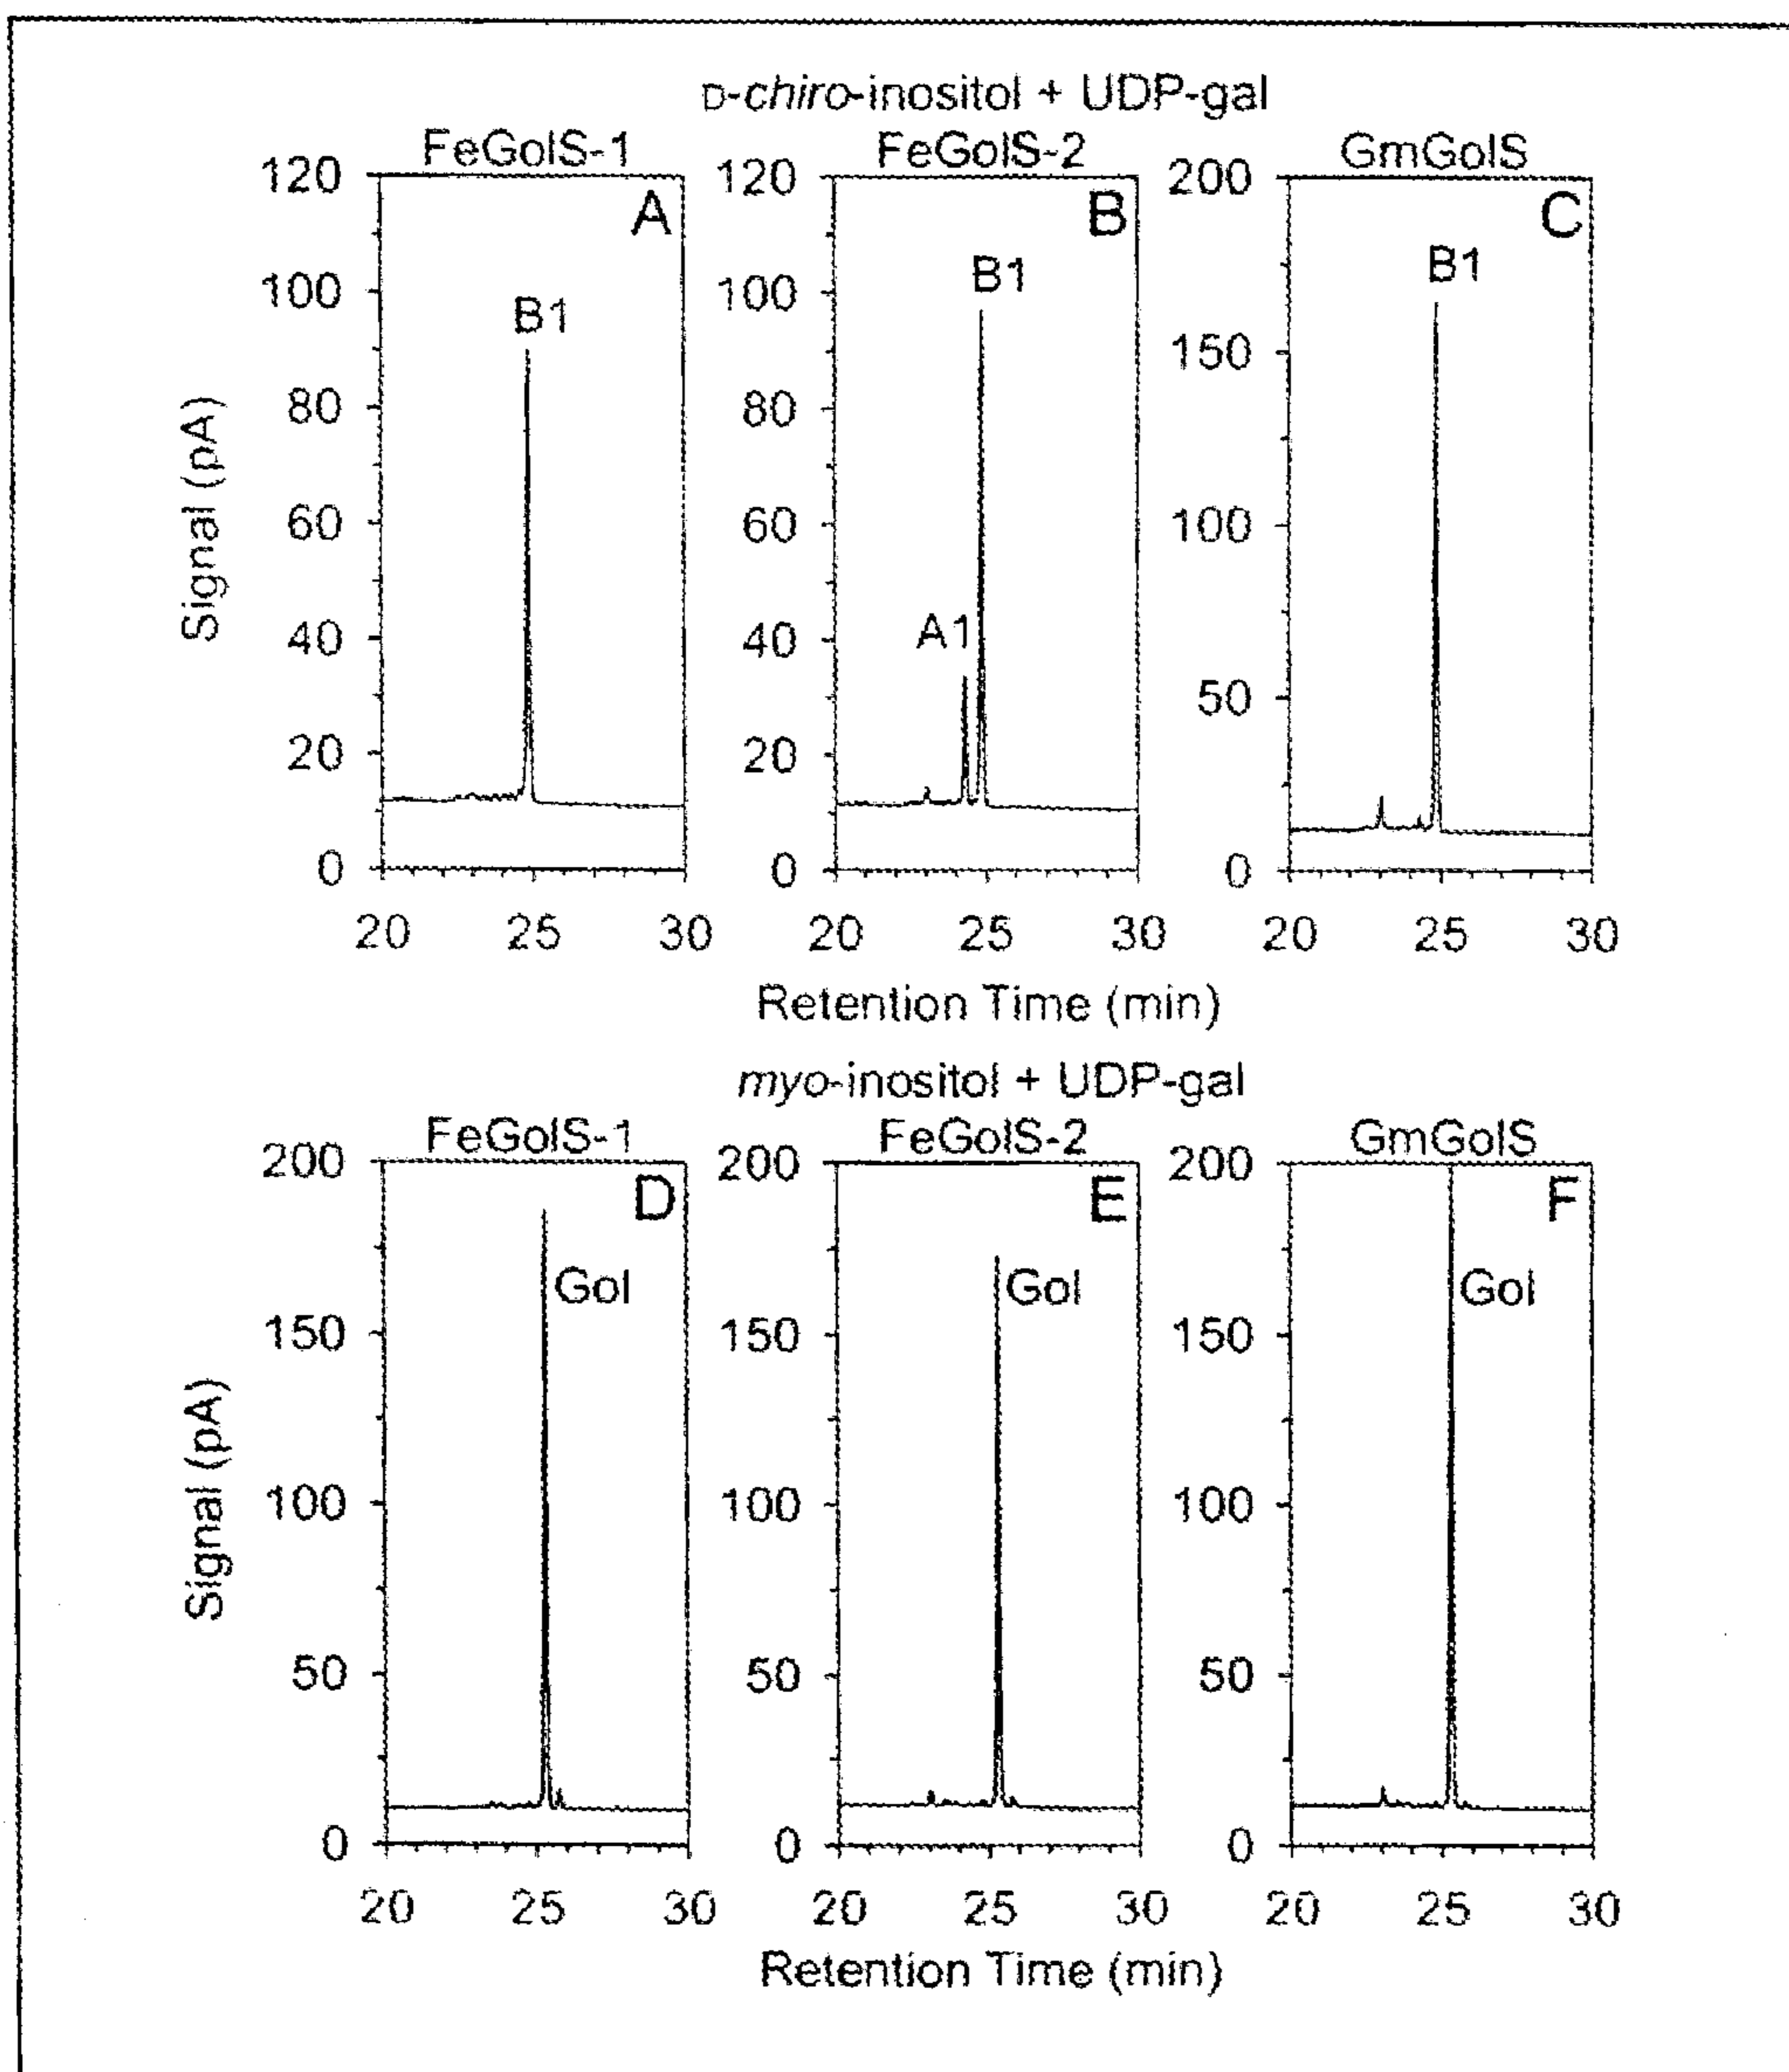 D-chiro-inositol + UDP-gal
FeGolS-1 FeGolS-2 GmGolS
A B C
120 100 80 60 40 20 0
120 100 80 60 40 20 0
200 150 100 50 0
B1
A1 B1
B1
Signal (pA)
20 25 30 20 25 30 20 25 30
Retention Time (min)
myo-inositol + UDP-gal
FeGolS-1 FeGolS-2 GmGolS
D E F
200 150 100 50 0
200 150 100 50 0
200 150 100 50 0
Gol Gol Gol
Signal (pA)
20 25 30 20 25 30 20 25 30
Retention Time (min)